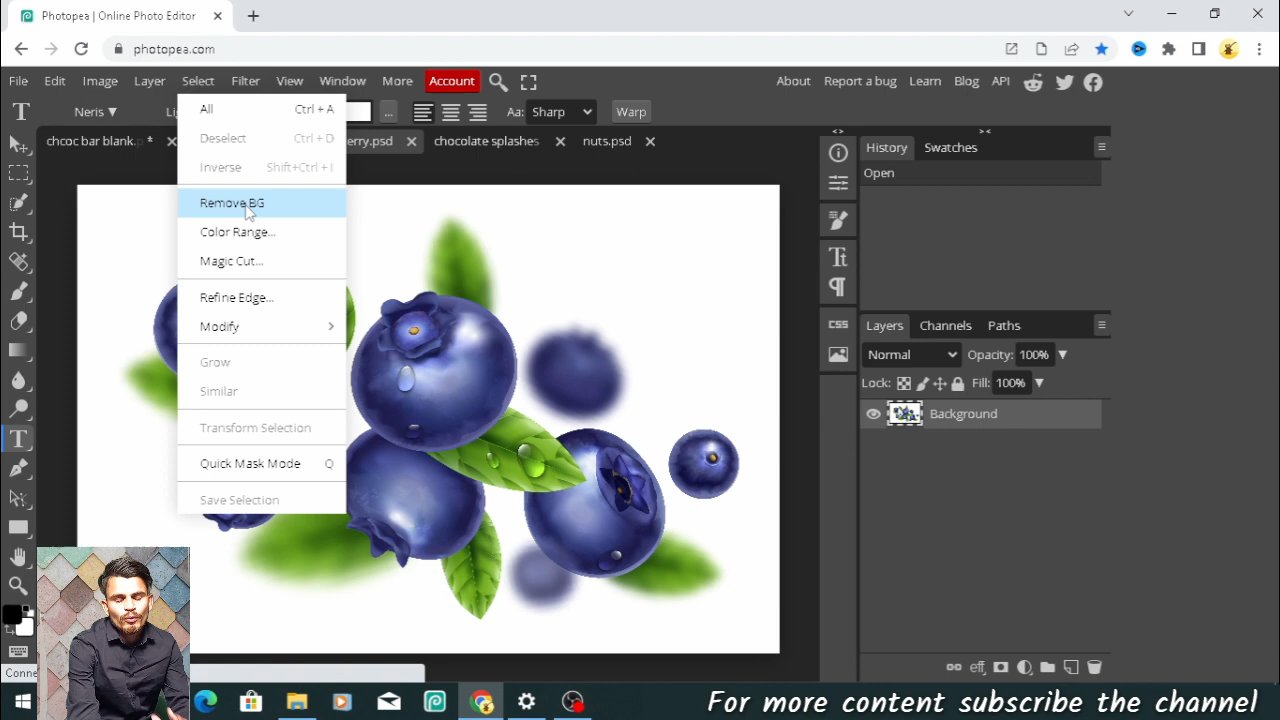 Photopea | Online Photo Editor
photopea.com
File Edit Image Layer Select Filter View Window More Account About Report a bug Learn Blog API
Neris ▼ ... Aa: Sharp Warp
chcoc bar blank.p * erry.psd chocolate splashes nuts.psd
All Ctrl + A
Deselect Ctrl + D
Inverse Shift+Ctrl + I
Remove BG
Color Range...
Magic Cut...
Refine Edge...
Modify
Grow
Similar
Transform Selection
Quick Mask Mode Q
Save Selection
History Swatches
Open
CSS
Layers Channels Paths
Normal Opacity: 100% ▼
Lock: Fill: 100% ▼
Background
eff
Conne
For more content subscribe the channel